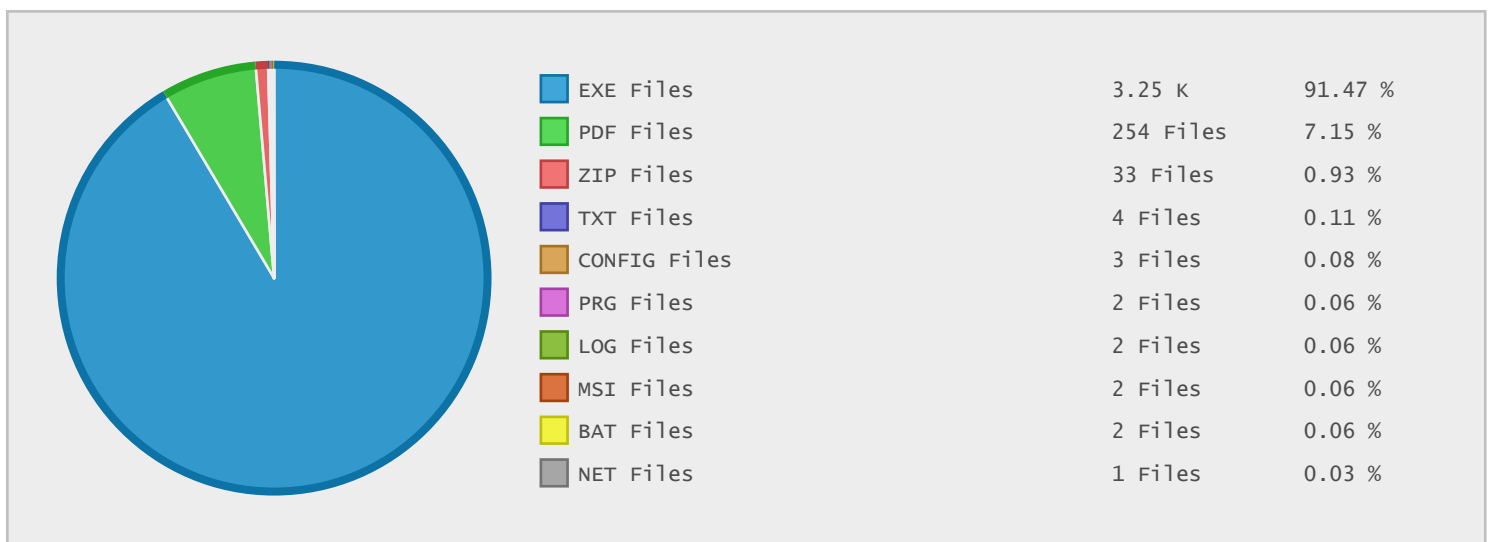 EXE Files 3.25 K 91.47 %
PDF Files 254 Files 7.15 %
ZIP Files 33 Files 0.93 %
TXT Files 4 Files 0.11 %
CONFIG Files 3 Files 0.08 %
PRG Files 2 Files 0.06 %
LOG Files 2 Files 0.06 %
MSI Files 2 Files 0.06 %
BAT Files 2 Files 0.06 %
NET Files 1 Files 0.03 %